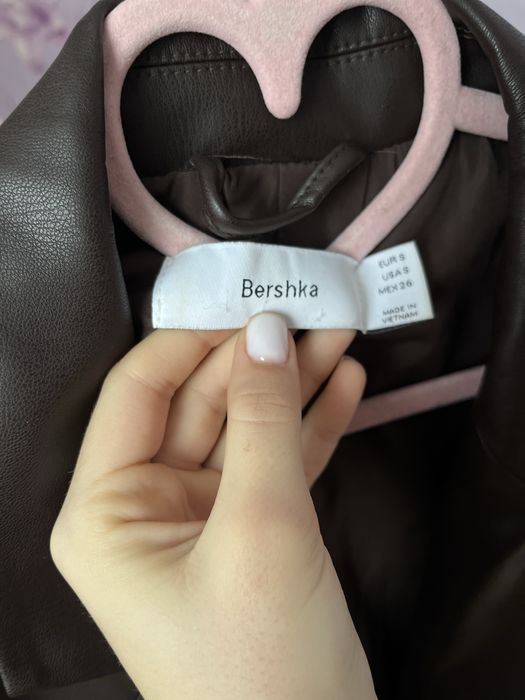 Bershka
EUR S
USA S
MEX 26
MADE IN
VIETNAM